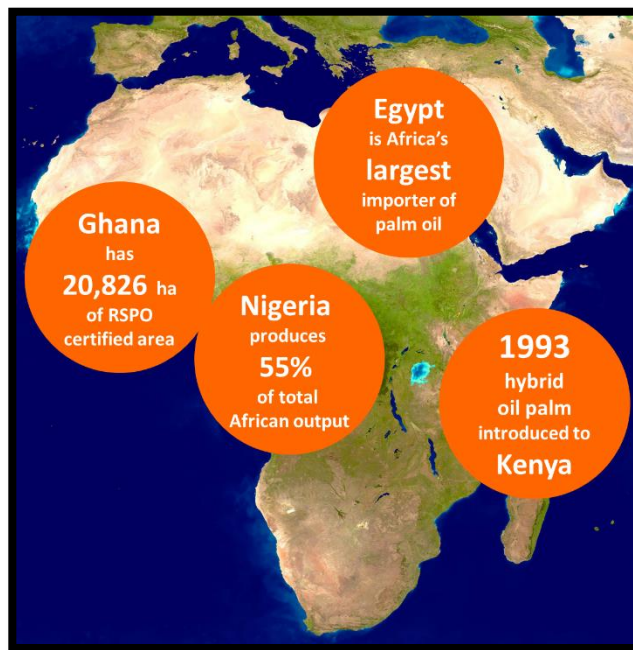 Egypt
is Africa's
largest
importer of
palm oil
Ghana
has
20,826 ha
of RSPO
certified area
Nigeria
produces
55%
of total
African output
1993
hybrid
oil palm
introduced to
Kenya